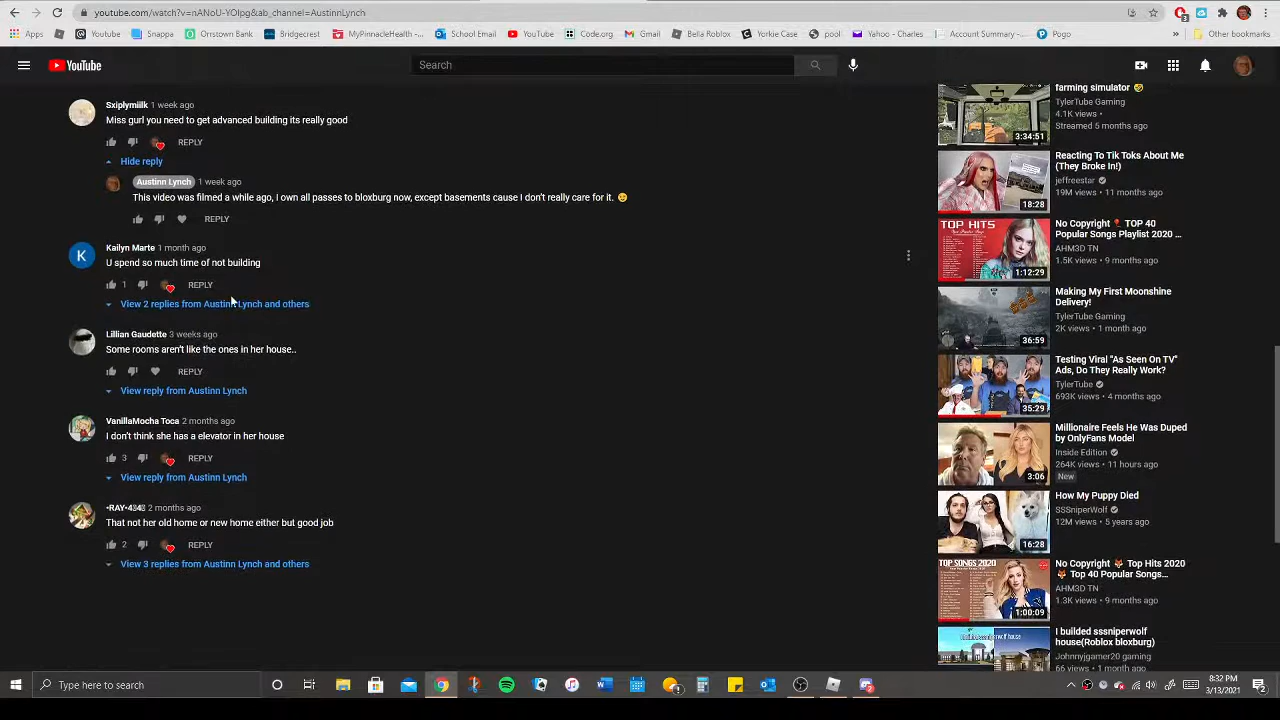 youtube.com/watch?v=nANoU-YOIpg&ab_channel=AustinnLynch
Apps
Youtube
Snappa
Orrstown Bank
Bridgecrest
MyPinnadeHealth-...
School Email
YouTube
Code.org
Gmail
Bella Roblox
Yorkie Case
pool
Yahoo - Charles
Account Summary -...
Pogo
»
Other bookmarks
YouTube
Search
Sxiplymiilk 1 week ago
Miss gurl you need to get advanced building its really good
REPLY
Hide reply
Austinn Lynch 1 week ago
This video was filmed a while ago, I own all passes to bloxburg now, except basements cause I don't really care for it. 😉
REPLY
K
Kailyn Marte 1 month ago
U spend so much time of not building
1 REPLY
View 2 replies from Austinn Lynch and others
Lillian Gaudette 3 weeks ago
Some rooms aren't like the ones in her house..
REPLY
View reply from Austinn Lynch
VanillaMocha Toca 2 months ago
I don't think she has a elevator in her house
3 REPLY
View reply from Austinn Lynch
2 months ago
That not her old home or new home either but good job
2 REPLY
View 3 replies from Austinn Lynch and others
farming simulator 🤣
TylerTube Gaming
4.1K views •
Streamed 5 months ago
3:34:51
Reacting To Tik Toks About Me
(They Broke In!)
jeffreestar
19M views • 11 months ago
18:28
TOP HITS
No Copyright 🌹 TOP 40
Popular Songs Playlist 2020 ...
AHM3D TN
1.5K views • 9 months ago
1:12:29
Making My First Moonshine
Delivery!
TylerTube Gaming
2K views • 1 month ago
36:59
Testing Viral "As Seen On TV"
Ads, Do They Really Work?
TylerTube
693K views • 4 months ago
35:29
Millionaire Feels He Was Duped
by OnlyFans Model
Inside Edition
264K views • 11 hours ago
New
3:06
How My Puppy Died
SSSniperWolf
12M views • 5 years ago
16:28
TOP SONGS 2020
No Copyright 🦊 Top Hits 2020
🦊 Top 40 Popular Songs...
AHM3D TN
1.3K views • 9 months ago
1:00:09
I builded sssniperwolf
house(Roblox bloxburg)
Johnnyjgamer20 gaming
66 views • 1 month ago
Type here to search
8:32 PM
3/13/2021